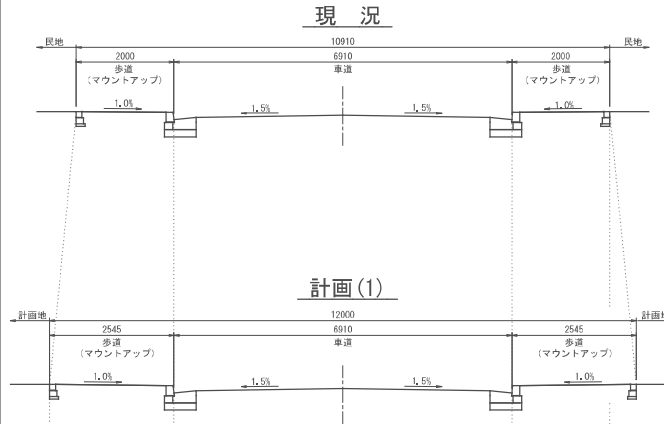 現 況
民地 10910 民地
2000 6910 2000
歩道 車道 歩道
(マウントアップ) (マウントアップ)
1.0% 1.5% 1.5% 1.0%
計画(1)
計画地 12000 計画地
2545 6910 2545
歩道 車道 歩道
(マウントアップ) (マウントアップ)
1.0% 1.5% 1.5% 1.0%